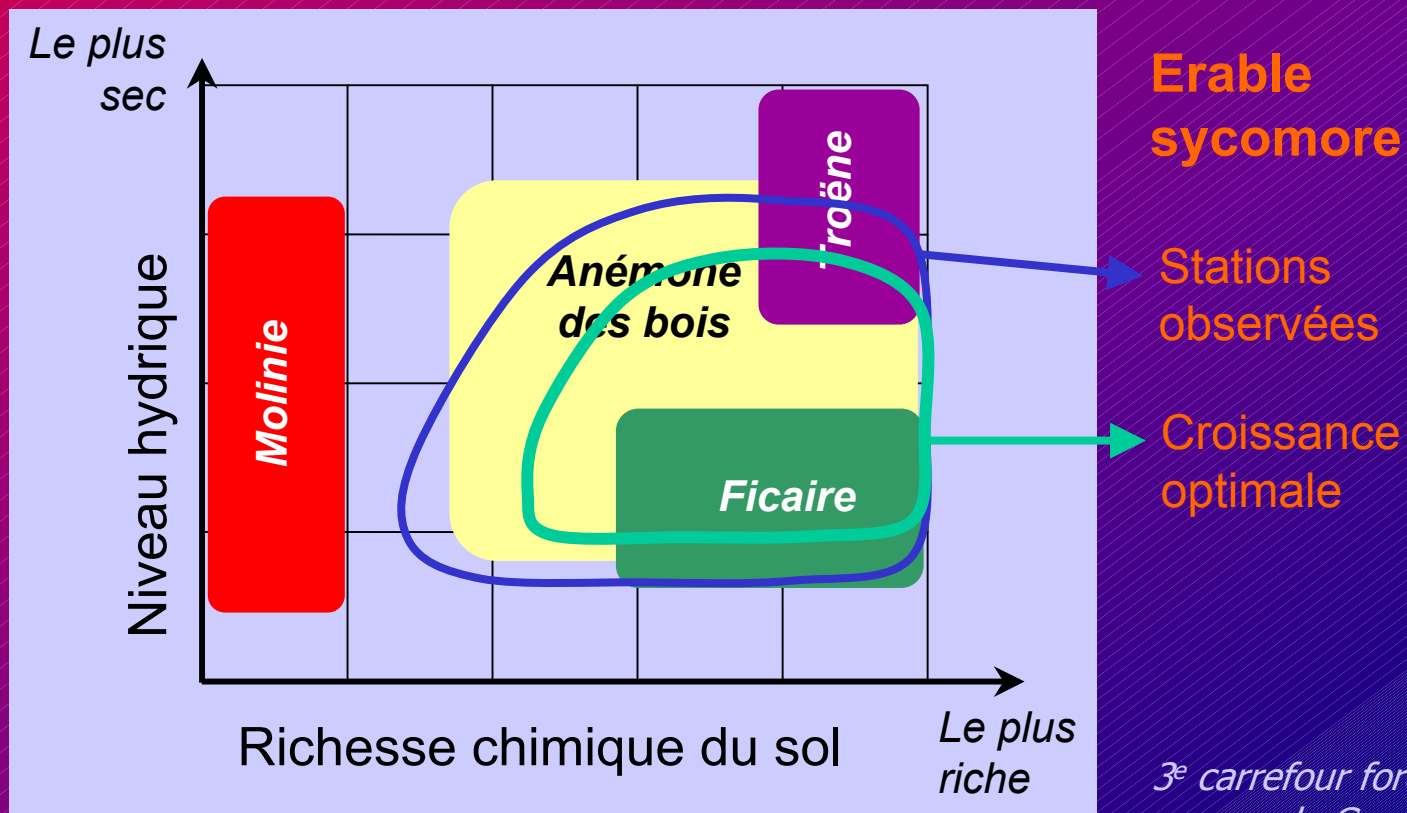 Le plus
sec
Niveau hydrique
Molinie
Anémone
des bois
Troëne
Ficaire
Richesse chimique du sol
Le plus
riche
Erable
sycomore
Stations
observées
Croissance
optimale
3e carrefour